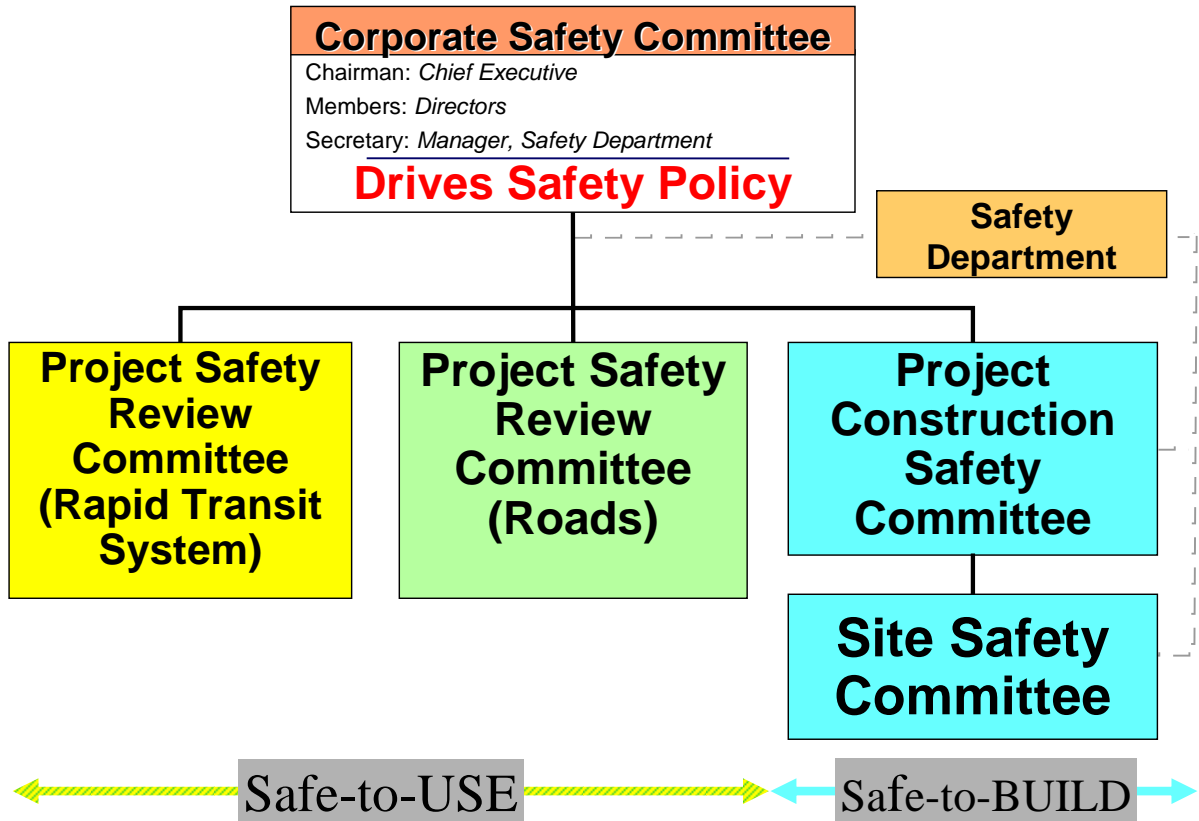 Corporate Safety Committee
Chairman: Chief Executive
Members: Directors
Secretary: Manager, Safety Department
Drives Safety Policy
Safety
Department
Project Safety
Review
Committee
(Rapid Transit
System)
Project Safety
Review
Committee
(Roads)
Project
Construction
Safety
Committee
Site Safety
Committee
Safe-to-USE
Safe-to-BUILD